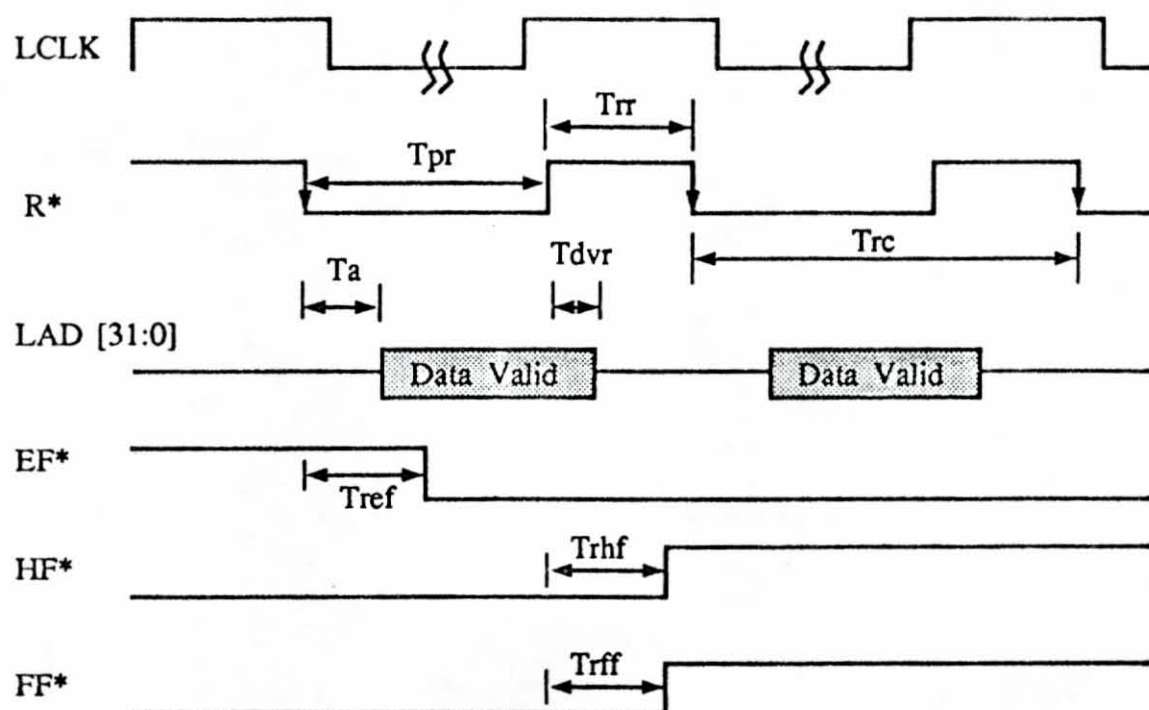 LCLK
Trr
Tpr
R*
Trc
Tdvr
Ta
LAD [31:0]
Data Valid
Data Valid
EF*
Tref
HF*
Trhf
FF*
Trff